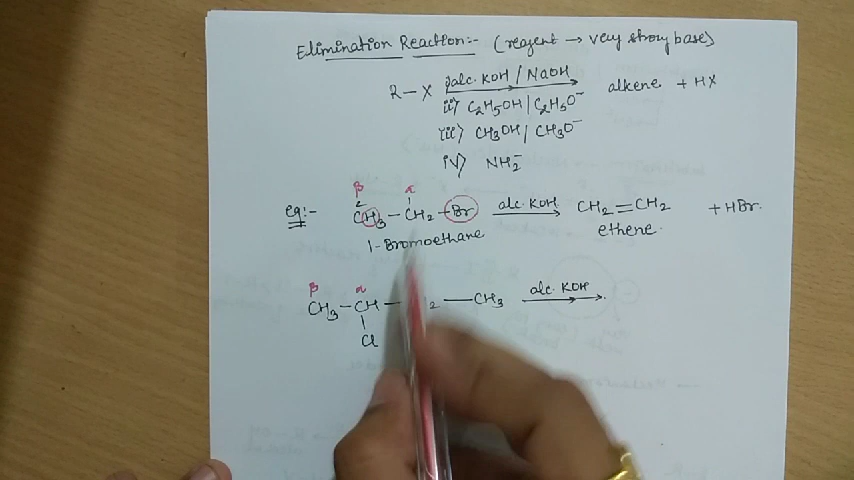 Elimination Reaction:- (reagent → very strong base)
R-X i) alc. KOH / NaOH → alkene + HX
ii) C2H5OH / C2H5O⁻
iii) CH3OH / CH3O⁻
iv) NH2⁻
β α
eg:- CH3 - CH2 - Br alc. KOH → CH2=CH2 + HBr.
1-Bromoethane ethene.
β α
CH3 - CH - 2 - CH3 alc. KOH →
Cl